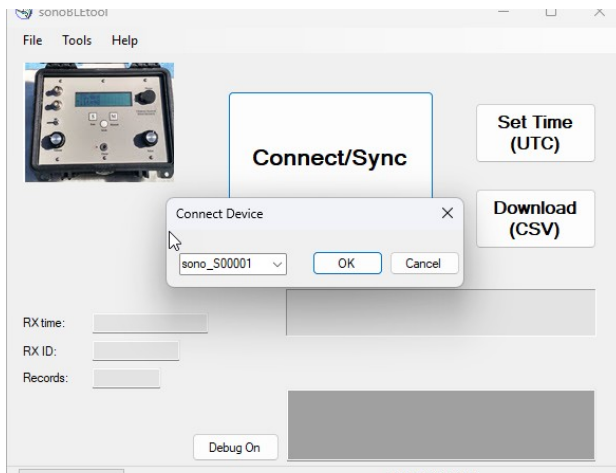 sonoBLEtool
File Tools Help
Connect/Sync
Set Time
(UTC)
Download
(CSV)
Connect Device
sono_S00001
OK
Cancel
RX time:
RX ID:
Records:
Debug On